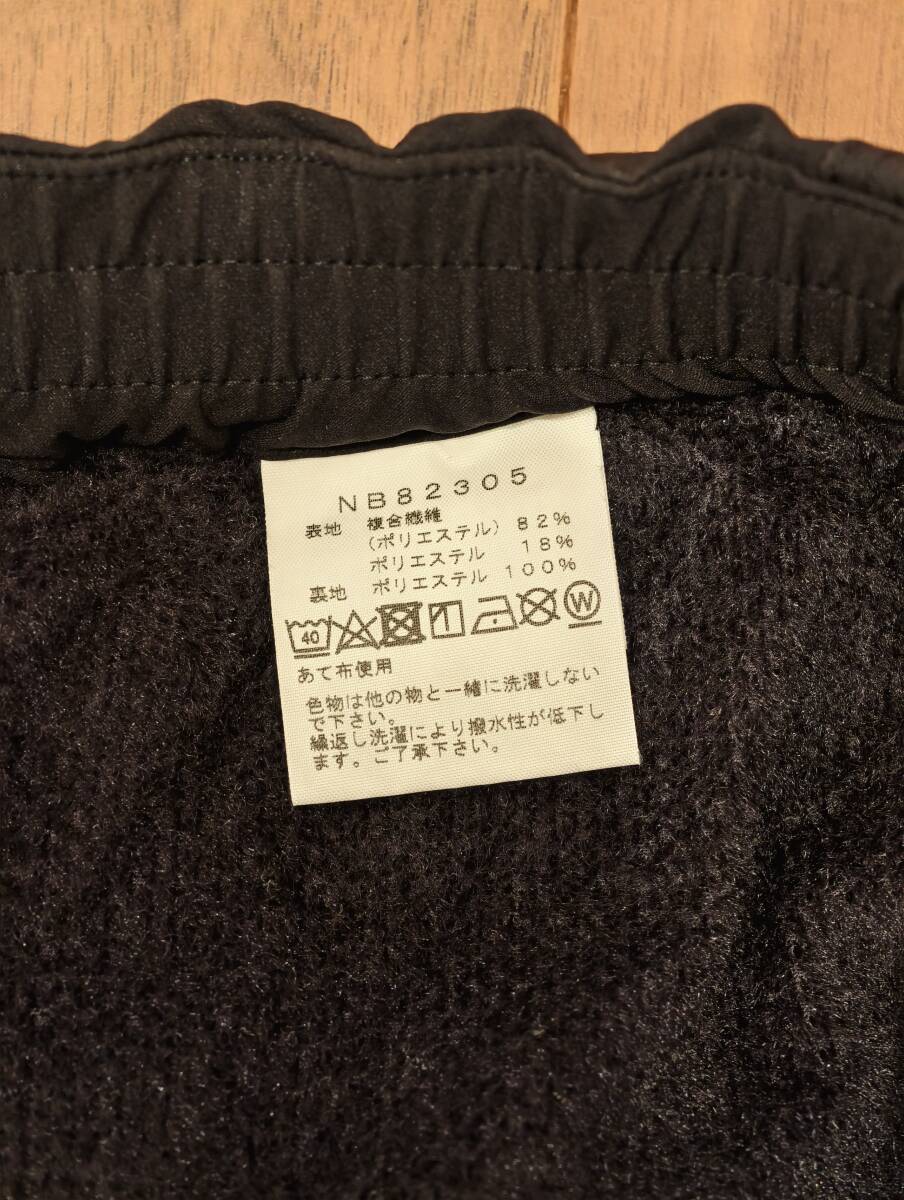 NB82305
表地 複合繊維
(ポリエステル) 82%
ポリエステル 18%
裏地 ポリエステル 100%
40 W
あて布使用
色物は他の物と一緒に洗濯しない
で下さい。
繰返し洗濯により撥水性が低下し
ます。ご了承下さい。